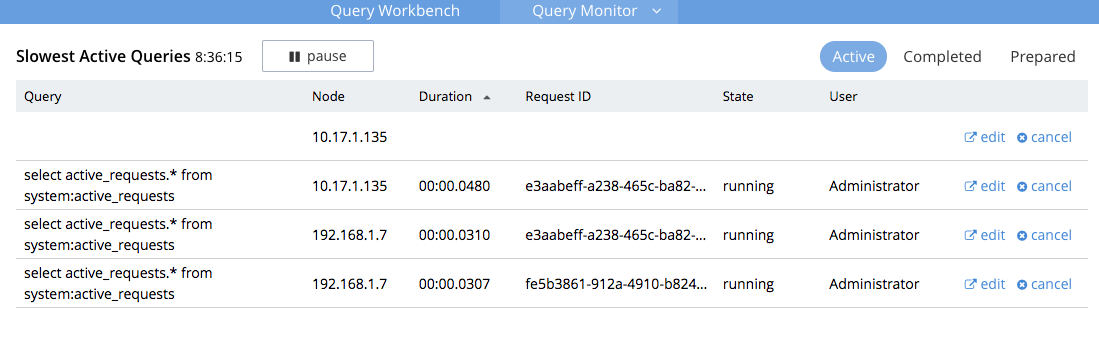 Query Workbench Query Monitor
Slowest Active Queries 8:36:15 pause Active Completed Prepared
Query Node Duration Request ID State User
10.17.1.135 edit cancel
select active_requests.* from
system:active_requests
10.17.1.135 00:00.0480 e3aabeff-a238-465c-ba82-... running Administrator edit cancel
select active_requests.* from
system:active_requests
192.168.1.7 00:00.0310 e3aabeff-a238-465c-ba82-... running Administrator edit cancel
select active_requests.* from
system:active_requests
192.168.1.7 00:00.0307 fe5b3861-912a-4910-b824... running Administrator edit cancel